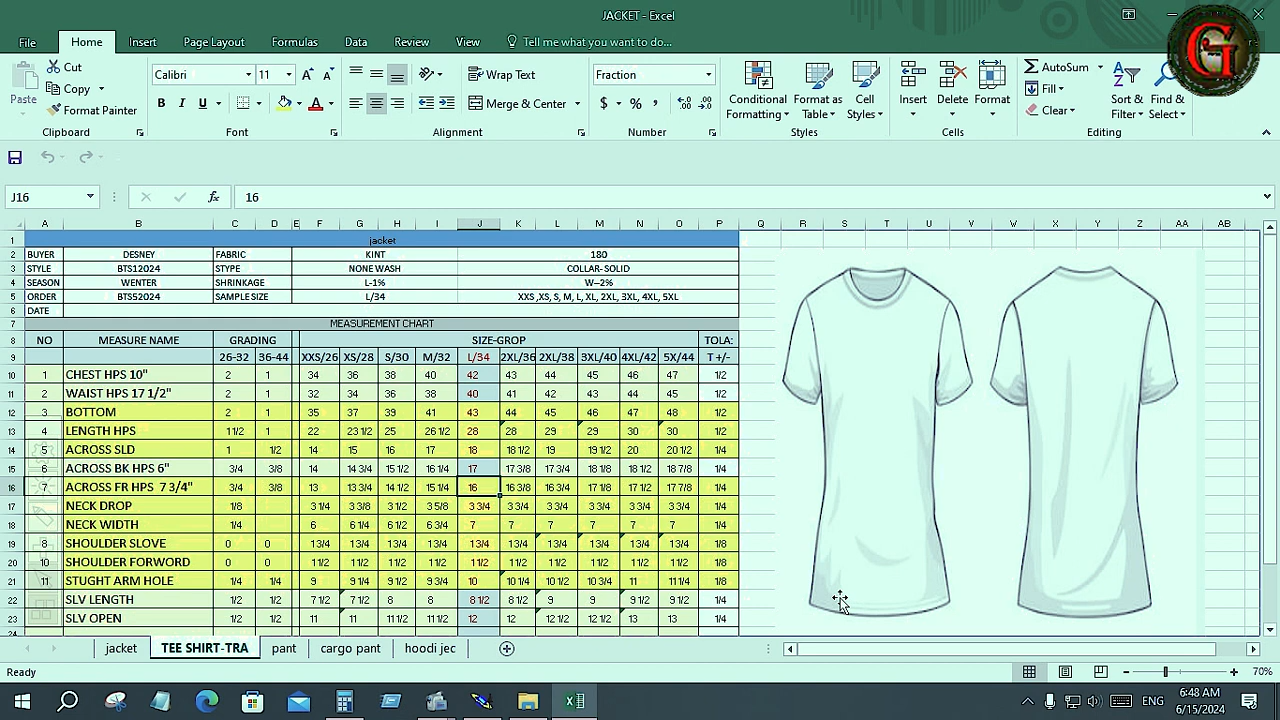 JACKET - Excel
File Home Insert Page Layout Formulas Data Review View Tell me what you want to do...
Paste Cut Copy Format Painter Clipboard
Calibri 11 B I U A Font
Wrap Text Merge & Center Alignment
Fraction $ % Number
Conditional Formatting Format as Table Cell Styles Styles
Insert Delete Format Cells
AutoSum Fill Clear Sort & Filter Find & Select Editing
G
J16 fx 16
A B C D E F G H I J K L M N O P Q R S T U V W X Y Z AA AB
1 jacket
2 BUYER DESNEY FABRIC KINT 180
3 STYLE BTS12024 STYPE NONE WASH COLLAR-SOLID
4 SEASON WENTER SHRINKAGE L-1% W--2%
5 ORDER BTS52024 SAMPLE SIZE L/34 XXS ,XS, S, M, L, XL, 2XL, 3XL, 4XL, 5XL
6 DATE
7 MEASUREMENT CHART
8 NO MEASURE NAME GRADING SIZE-GROP TOLA:
9 26-32 36-44 XXS/26 XS/28 S/30 M/32 L/34 2XL/36 2XL/38 3XL/40 4XL/42 5X/44 T +/-
10 1 CHEST HPS 10" 2 1 34 36 38 40 42 43 44 45 46 47 1/2
11 2 WAIST HPS 17 1/2" 2 1 32 34 36 38 40 41 42 43 44 45 1/2
12 3 BOTTOM 2 1 35 37 39 41 43 44 45 46 47 48 1/2
13 4 LENGTH HPS 1 1/2 1 22 23 1/2 25 26 1/2 28 28 29 29 30 30 1/2
14 5 ACROSS SLD 1 1/2 14 15 16 17 18 18 1/2 19 19 1/2 20 20 1/2 1/4
15 6 ACROSS BK HPS 6" 3/4 3/8 14 14 3/4 15 1/2 16 1/4 17 17 3/8 17 3/4 18 1/8 18 1/2 18 7/8 1/4
16 7 ACROSS FR HPS 7 3/4" 3/4 3/8 13 13 3/4 14 1/2 15 1/4 16 16 3/8 16 3/4 17 1/8 17 1/2 17 7/8 1/4
17 NECK DROP 1/8 3 1/4 3 3/8 3 1/2 3 5/8 3 3/4 3 3/4 3 3/4 3 3/4 3 3/4 3 3/4 1/4
18 NECK WIDTH 1/4 6 6 1/4 6 1/2 6 3/4 7 7 7 7 7 7 1/4
19 8 SHOULDER SLOVE 0 0 1 3/4 1 3/4 1 3/4 1 3/4 1 3/4 1 3/4 1 3/4 1 3/4 1 3/4 1 3/4 1/8
20 10 SHOULDER FORWORD 0 0 1 1/2 1 1/2 1 1/2 1 1/2 1 1/2 1 1/2 1 1/2 1 1/2 1 1/2 1 1/2 1/8
21 11 STUGHT ARM HOLE 1/4 1/4 9 9 1/4 9 1/2 9 3/4 10 10 1/4 10 1/2 10 3/4 11 11 1/4 1/8
22 SLV LENGTH 1/2 1/2 7 1/2 7 1/2 8 8 8 1/2 8 1/2 9 9 9 1/2 9 1/2 1/4
23 SLV OPEN 1/2 1/2 11 11 11 1/2 11 1/2 12 12 12 1/2 12 1/2 13 13 1/4
24
jacket TEE SHIRT-TRA pant cargo pant hoodi jec
Ready 70%
ENG 6:48 AM
6/15/2024